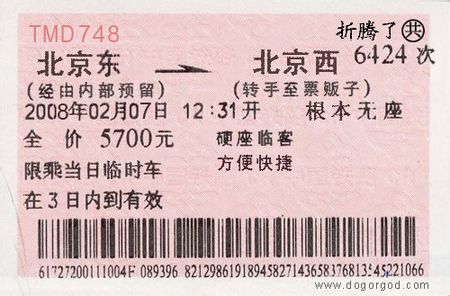 TMD748 折腾了共6424次
北京东 北京西
(经由内部预留) (转手至票贩子)
2008年02月07日 12:31开 根本无座
全 价 5700元 硬座临客
限乘当日临时车 方便快捷
在3日内到有效
61727200111004F 089396 82129861918945827143658376813545221066
www.dogorgod.com